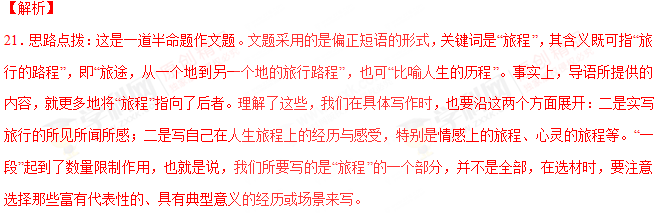 【解析】
21．思路点拨：这是一道半命题作文题。文题采用的是偏正短语的形式，关键词是“旅程”，其含义既可指“旅
行的路程”，即“旅途，从一个地到另一个地的旅行路程”，也可“比喻人生的历程”。事实上，导语所提供的
内容，就更多地将“旅程”指向了后者。理解了这些，我们在具体写作时，也要沿这两个方面展开：二是实写
旅行的所见所闻所感；二是写自己在人生旅程上的经历与感受，特别是情感上的旅程、心灵的旅程等。“一
段”起到了数量限制作用，也就是说，我们所要写的是“旅程”的一个部分，并不是全部，在选材时，要注意
选择那些富有代表性的、具有典型意义的经历或场景来写。